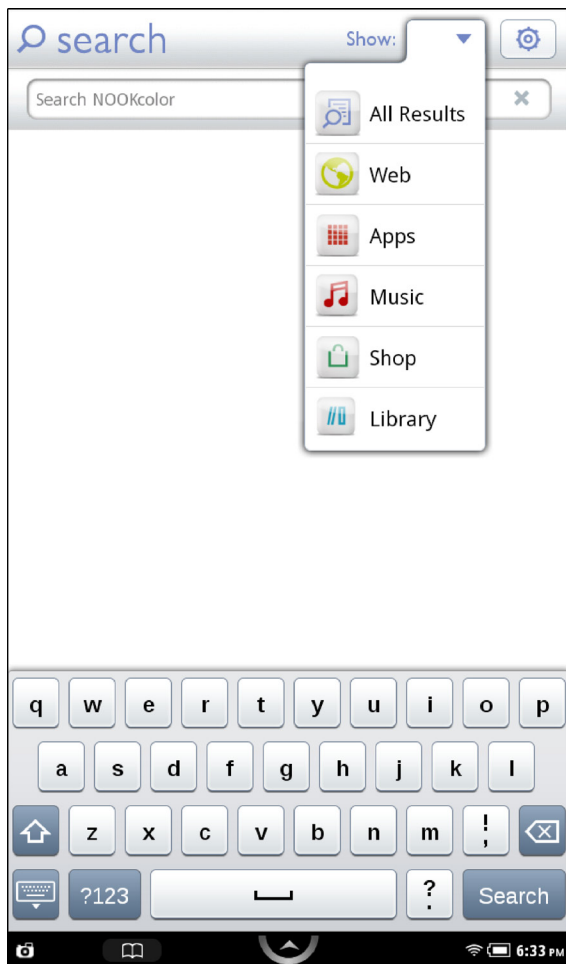 search Show:
Search NOOKcolor
All Results
Web
Apps
Music
Shop
Library
q w e r t y u i o p
a s d f g h j k l
z x c v b n m ! ,
?123 ? . Search
6:33 PM